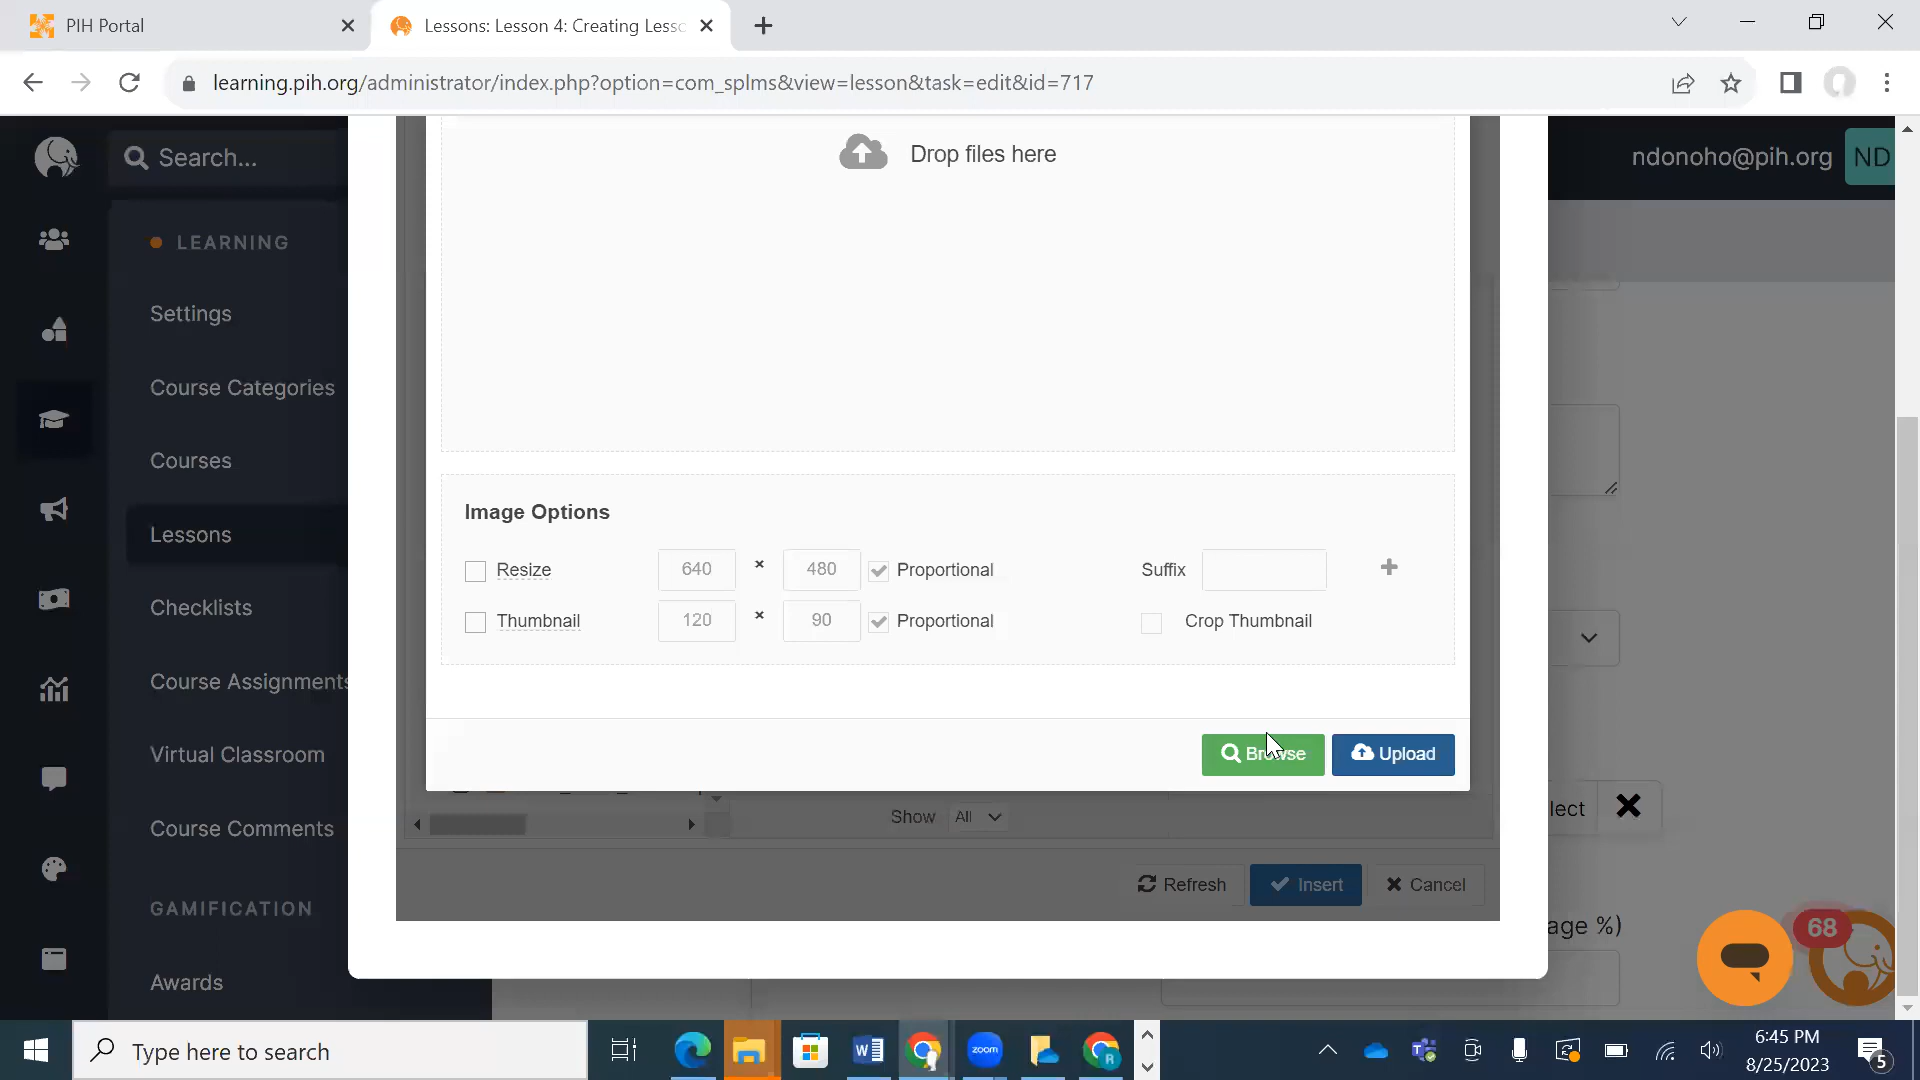 PIH Portal
Lessons: Lesson 4: Creating Lesso
learning.pih.org/administrator/index.php?option=com_splms&view=lesson&task=edit&id=717
Search...
Drop files here
ndonoho@pih.org ND
LEARNING
Settings
Course Categories
Courses
Lessons
Checklists
Course Assignments
Virtual Classroom
Course Comments
GAMIFICATION
Awards
Image Options
Resize 640 × 480 Proportional Suffix +
Thumbnail 120 × 90 Proportional Crop Thumbnail
Browse Upload
Show All
lect
Refresh Insert Cancel
age %)
68
Type here to search
zoom
R
6:45 PM
8/25/2023
5